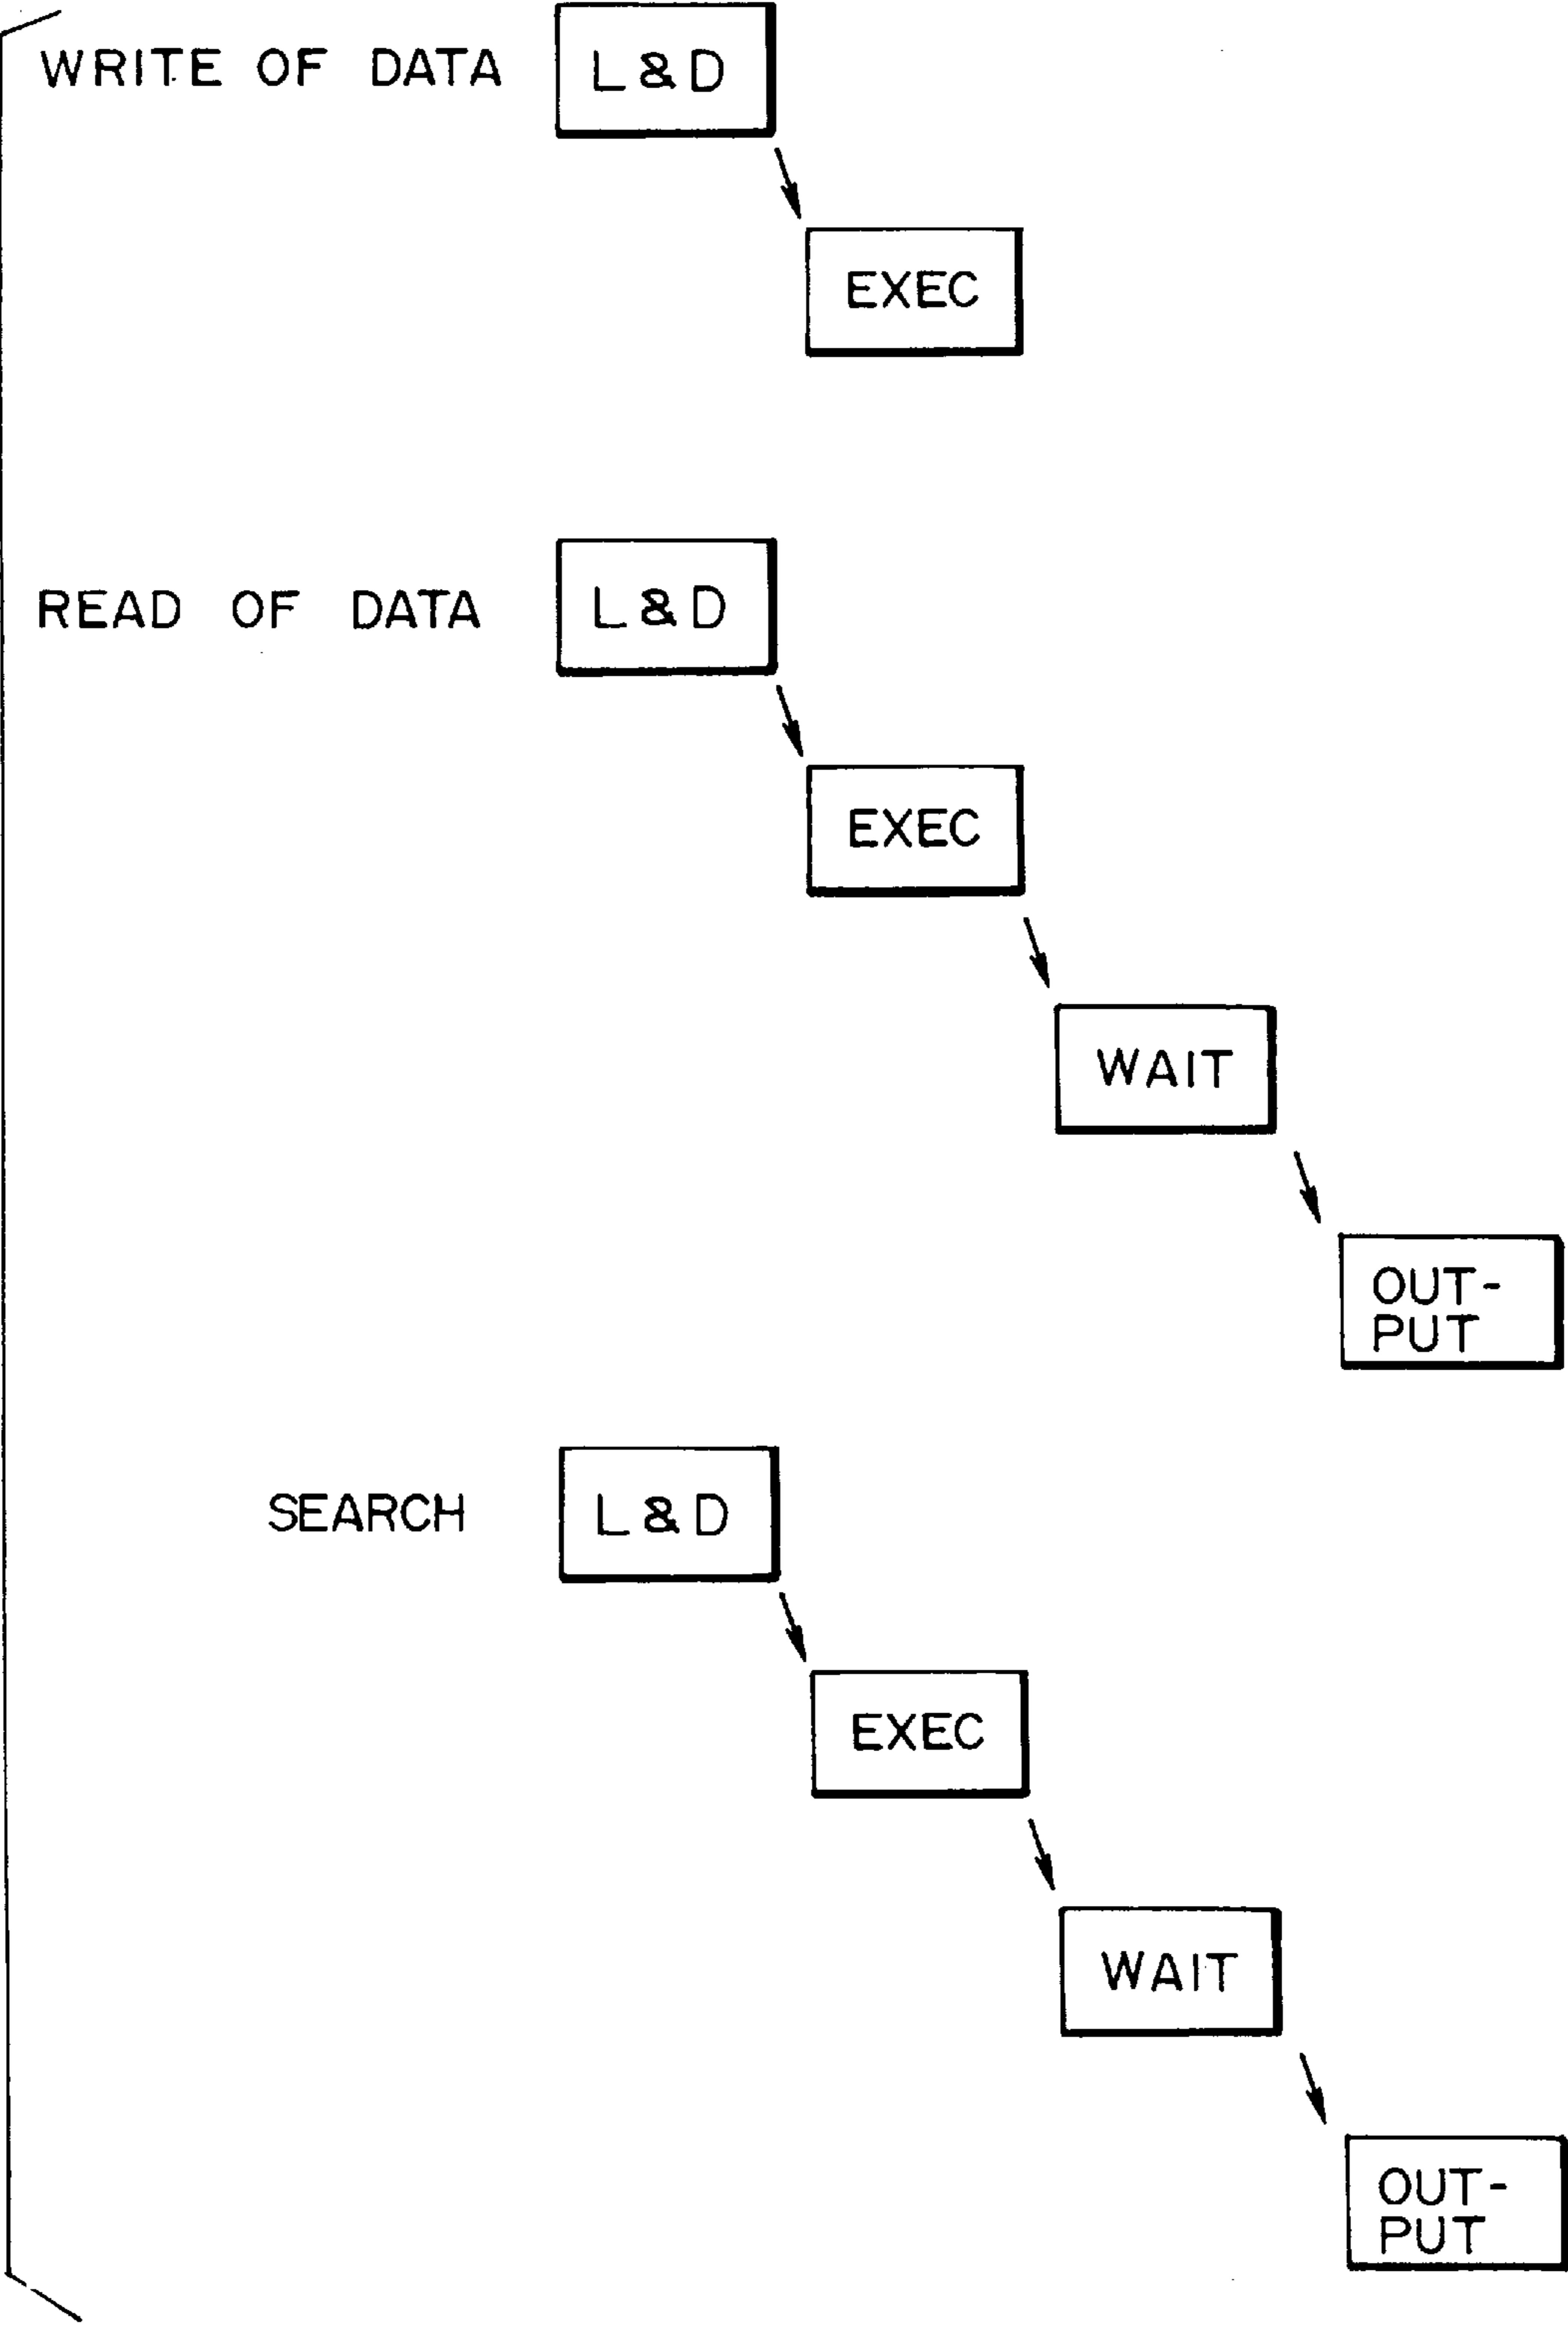 WRITE OF DATA
L & D
EXEC
READ OF DATA
L & D
EXEC
WAIT
OUT-
PUT
SEARCH
L & D
EXEC
WAIT
OUT-
PUT